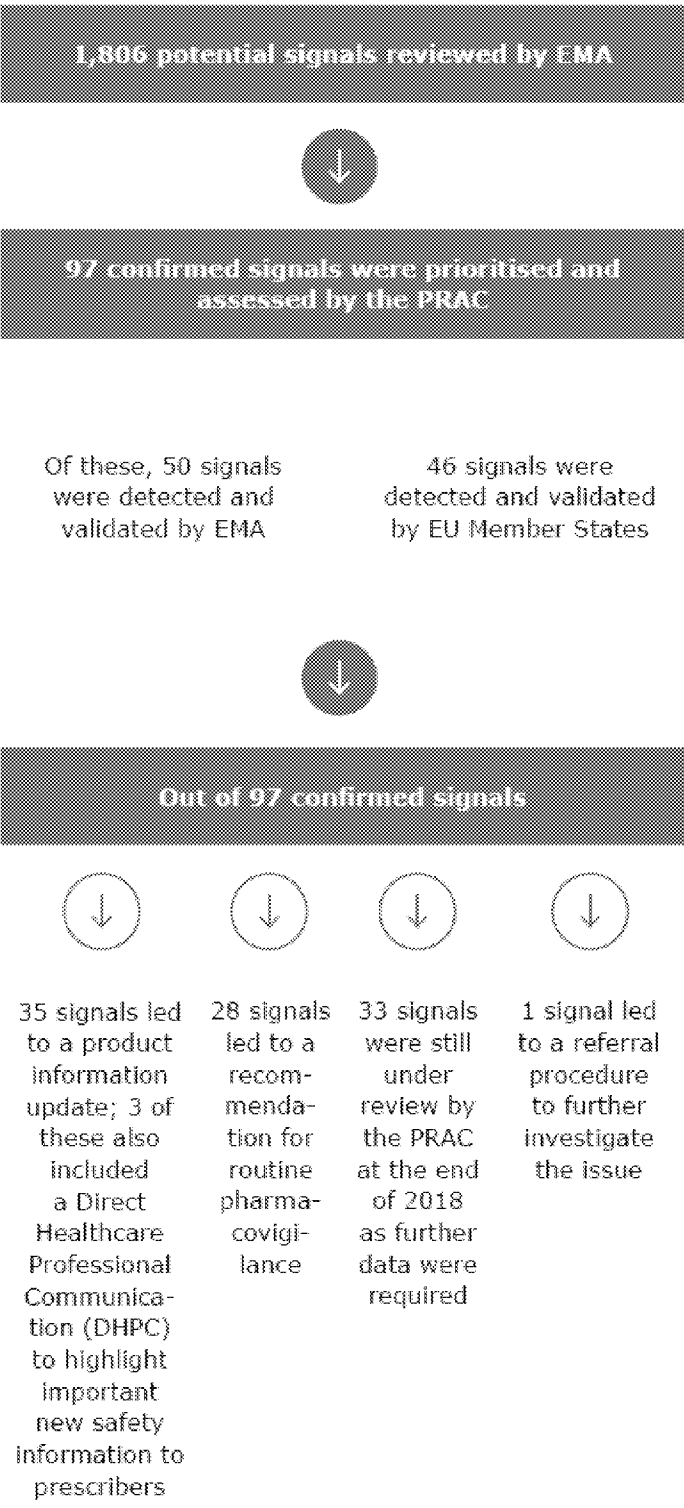 1,806 potential signals reviewed by EMA
97 confirmed signals were prioritised and
assessed by the PRAC
Of these, 50 signals
were detected and
validated by EMA
46 signals were
detected and validated
by EU Member States
Out of 97 confirmed signals
35 signals led
to a product
information
update; 3 of
these also
included
a Direct
Healthcare
Professional
Communica-
tion (DHPC)
to highlight
important
new safety
information to
prescribers
28 signals
led to a
recom-
menda-
tion for
routine
pharma-
covigi-
lance
33 signals
were still
under
review by
the PRAC
at the end
of 2018
as further
data were
required
1 signal led
to a referral
procedure
to further
investigate
the issue